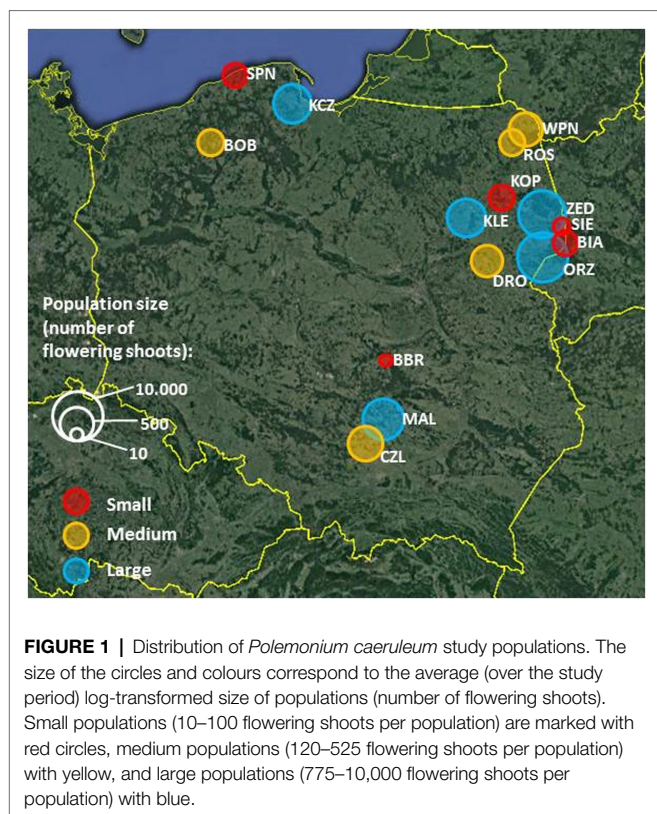 SPN
KCZ
BOB
WPN
ROS
KOP
ZED
KLE
SIE
BIA
DRO
ORZ
Population size
(number of
flowering shoots):
10.000
500
10
BBR
MAL
CZL
Small
Medium
Large
FIGURE 1 | Distribution of Polemonium caeruleum study populations. The
size of the circles and colours correspond to the average (over the study
period) log-transformed size of populations (number of flowering shoots).
Small populations (10–100 flowering shoots per population) are marked with
red circles, medium populations (120–525 flowering shoots per population)
with yellow, and large populations (775–10,000 flowering shoots per
population) with blue.